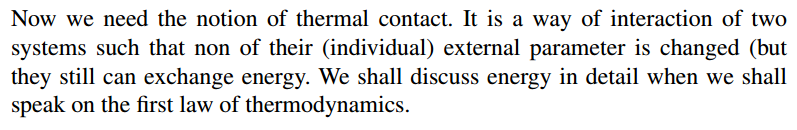 Now we need the notion of thermal contact. It is a way of interaction of two
systems such that non of their (individual) external parameter is changed (but
they still can exchange energy. We shall discuss energy in detail when we shall
speak on the first law of thermodynamics.